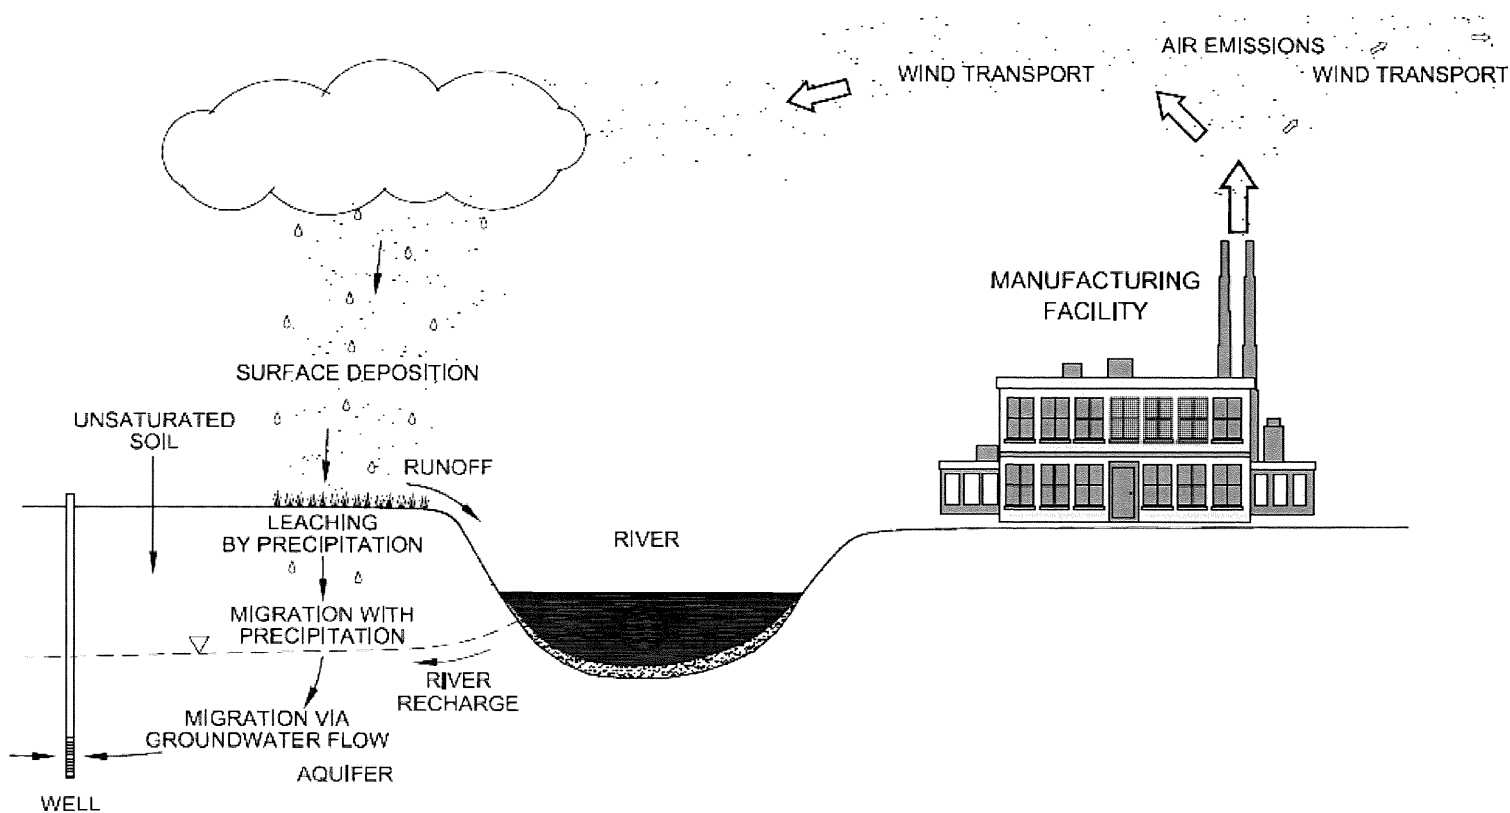 AIR EMISSIONS
WIND TRANSPORT
WIND TRANSPORT
MANUFACTURING
FACILITY
SURFACE DEPOSITION
UNSATURATED
SOIL
RUNOFF
LEACHING
BY PRECIPITATION
RIVER
MIGRATION WITH
PRECIPITATION
RIVER
RECHARGE
MIGRATION VIA
GROUNDWATER FLOW
AQUIFER
WELL